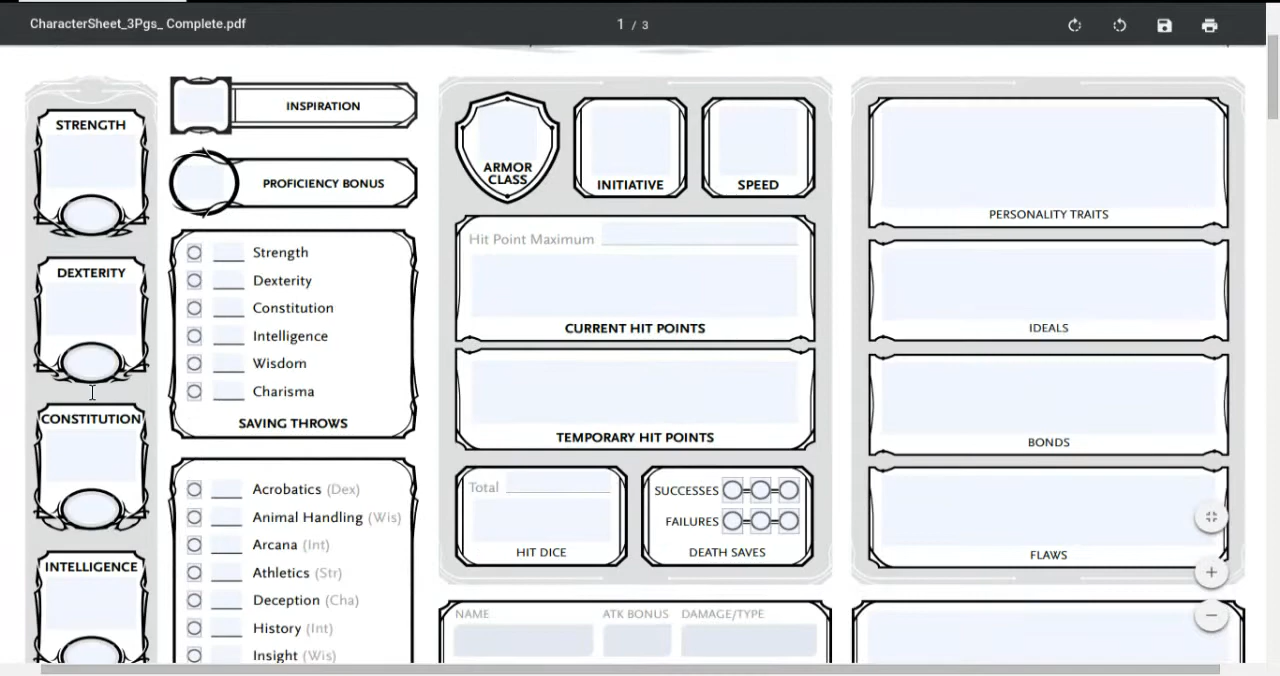 CharacterSheet_3Pgs_ Complete.pdf
1 / 3
STRENGTH
DEXTERITY
CONSTITUTION
INTELLIGENCE
INSPIRATION
PROFICIENCY BONUS
Strength
Dexterity
Constitution
Intelligence
Wisdom
Charisma
SAVING THROWS
Acrobatics (Dex)
Animal Handling (Wis)
Arcana (Int)
Athletics (Str)
Deception (Cha)
History (Int)
Insight (Wis)
ARMOR
CLASS
INITIATIVE
SPEED
Hit Point Maximum
CURRENT HIT POINTS
TEMPORARY HIT POINTS
Total
HIT DICE
SUCCESSES
FAILURES
DEATH SAVES
NAME ATK BONUS DAMAGE/TYPE
PERSONALITY TRAITS
IDEALS
BONDS
FLAWS